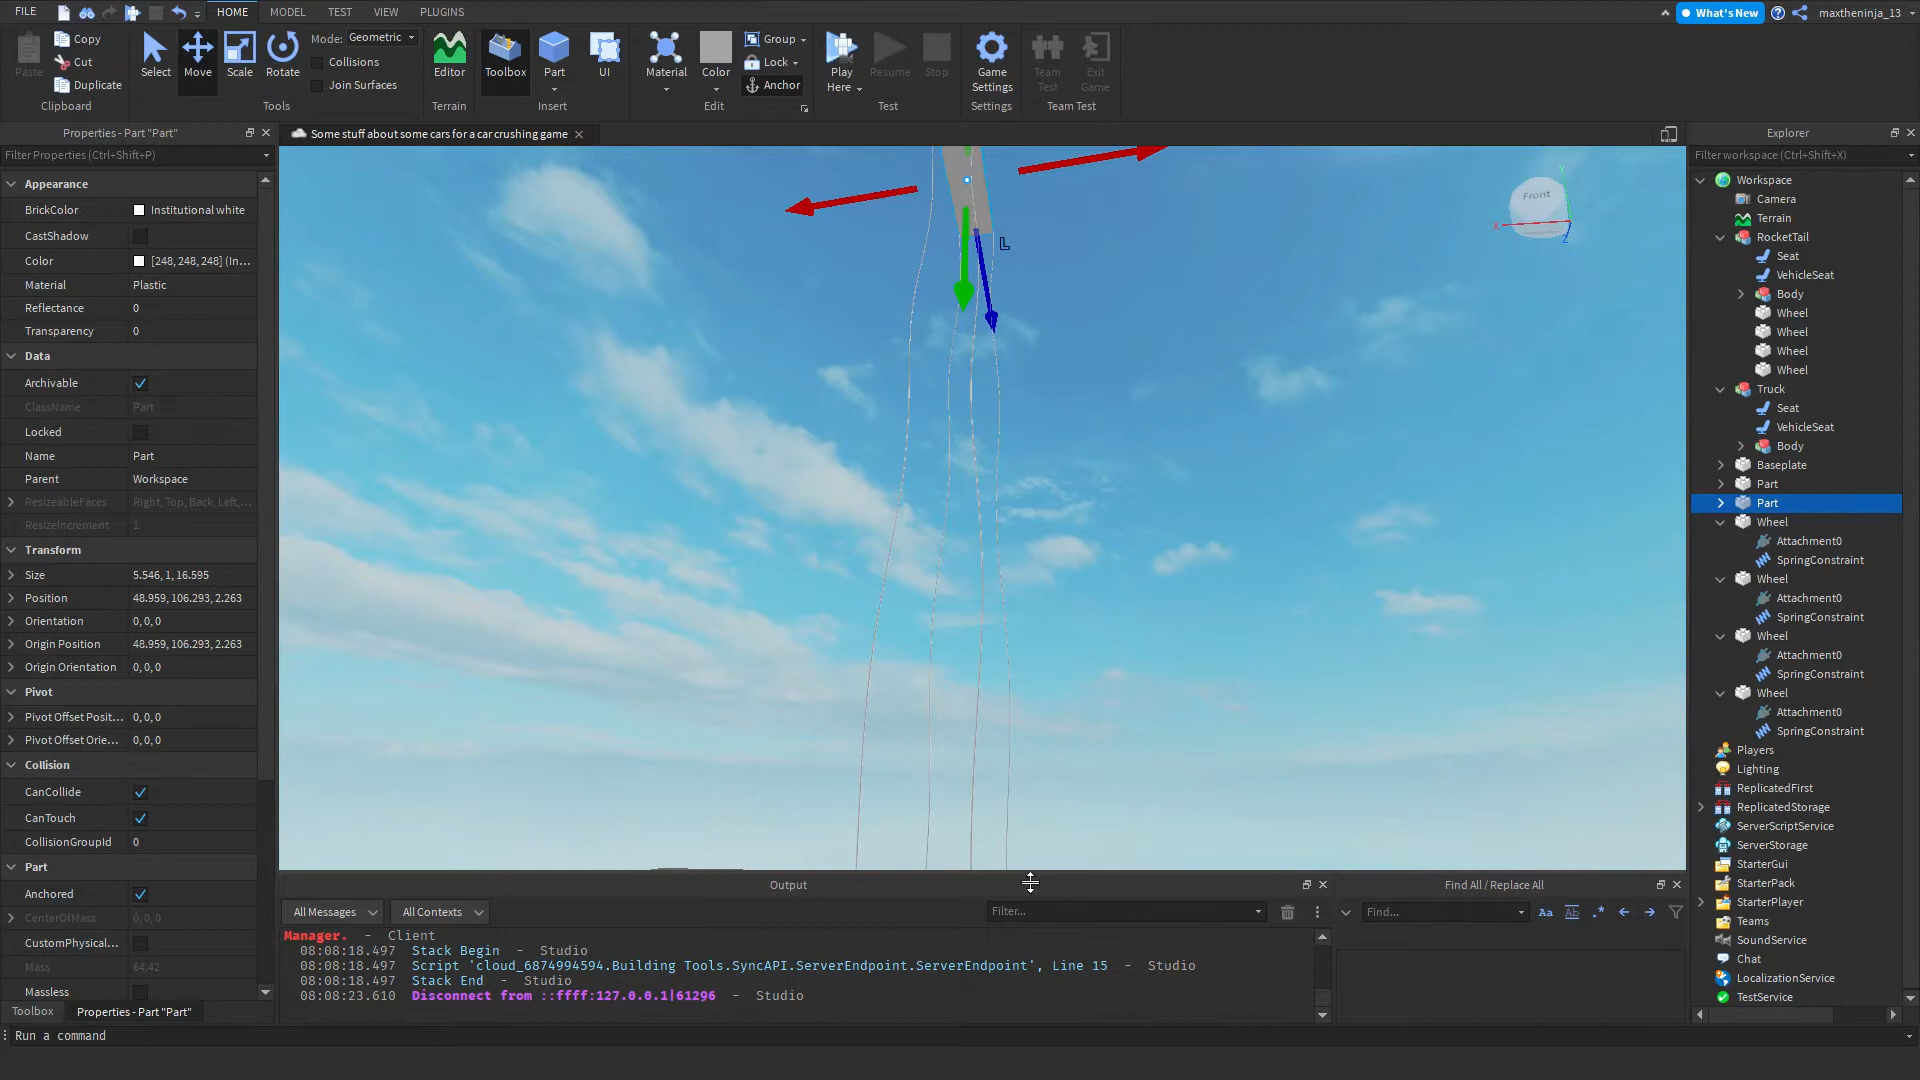 FILE HOME MODEL TEST VIEW PLUGINS What's New maxtheninja_13
Paste Copy Cut Duplicate Clipboard
Select Move Scale Rotate Mode: Geometric Collisions Join Surfaces Tools
Editor Terrain
Toolbox Part UI Insert
Material Color Group Lock Anchor Edit
Play Here Resume Stop Test
Game Settings Settings
Team Test Exit Game Team Test
Properties - Part "Part"
Filter Properties (Ctrl+Shift+P)
Appearance
BrickColor Institutional white
CastShadow
Color [248, 248, 248] (In...
Material Plastic
Reflectance 0
Transparency 0
Data
Archivable
ClassName Part
Locked
Name Part
Parent Workspace
ResizeableFaces Right, Top, Back, Left,...
ResizeIncrement 1
Transform
Size 5.546, 1, 16.595
Position 48.959, 106.293, 2.263
Orientation 0, 0, 0
Origin Position 48.959, 106.293, 2.263
Origin Orientation 0, 0, 0
Pivot
Pivot Offset Posit... 0, 0, 0
Pivot Offset Orie... 0, 0, 0
Collision
CanCollide
CanTouch
CollisionGroupId 0
Part
Anchored
CenterOfMass 0, 0, 0
CustomPhysical...
Mass 64.42
Massless
Toolbox Properties - Part "Part"
Run a command
Some stuff about some cars for a car crushing game
L
Front
X
Y
Z
Output
All Messages All Contexts Filter...
Manager. - Client
08:08:18.497 Stack Begin - Studio
08:08:18.497 Script 'cloud_6874994594.Building Tools.SyncAPI.ServerEndpoint.ServerEndpoint', Line 15 - Studio
08:08:18.497 Stack End - Studio
08:08:23.610 Disconnect from ::ffff:127.0.0.1|61296 - Studio
Find All / Replace All
Find... Aa Ab .*
Explorer
Filter workspace (Ctrl+Shift+X)
Workspace
Camera
Terrain
RocketTail
Seat
VehicleSeat
Body
Wheel
Wheel
Wheel
Wheel
Truck
Seat
VehicleSeat
Body
Baseplate
Part
Part
Wheel
Attachment0
SpringConstraint
Wheel
Attachment0
SpringConstraint
Wheel
Attachment0
SpringConstraint
Wheel
Attachment0
SpringConstraint
Players
Lighting
ReplicatedFirst
ReplicatedStorage
ServerScriptService
ServerStorage
StarterGui
StarterPack
StarterPlayer
Teams
SoundService
Chat
LocalizationService
TestService